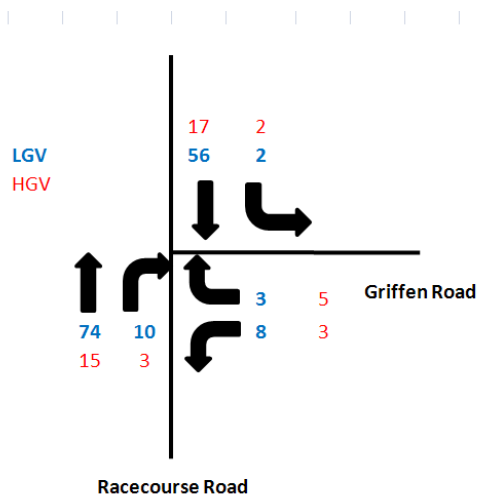 17 2
LGV 56 2
HGV
3 5 Griffen Road
74 10 8 3
15 3
Racecourse Road